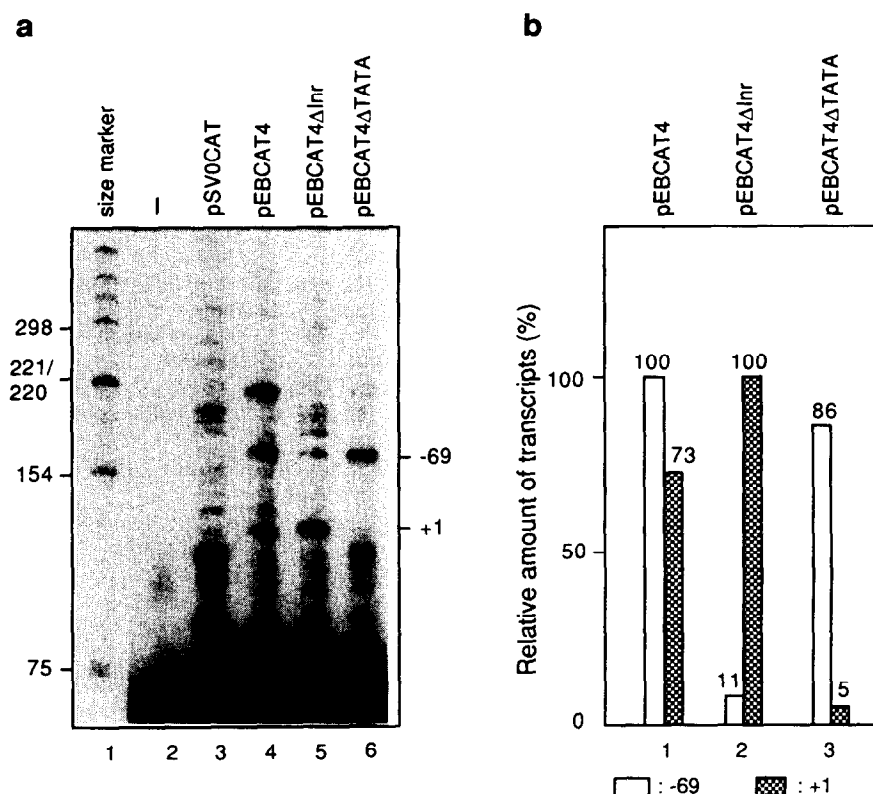 a
size marker
–
pSV0CAT
pEBCAT4
pEBCAT4ΔInr
pEBCAT4ΔTATA
298
221/
220
154
75
-69
+1
1 2 3 4 5 6
b
pEBCAT4
pEBCAT4ΔInr
pEBCAT4ΔTATA
Relative amount of transcripts (%)
100
50
0
100
73
11
100
86
5
1 2 3
: -69 : +1